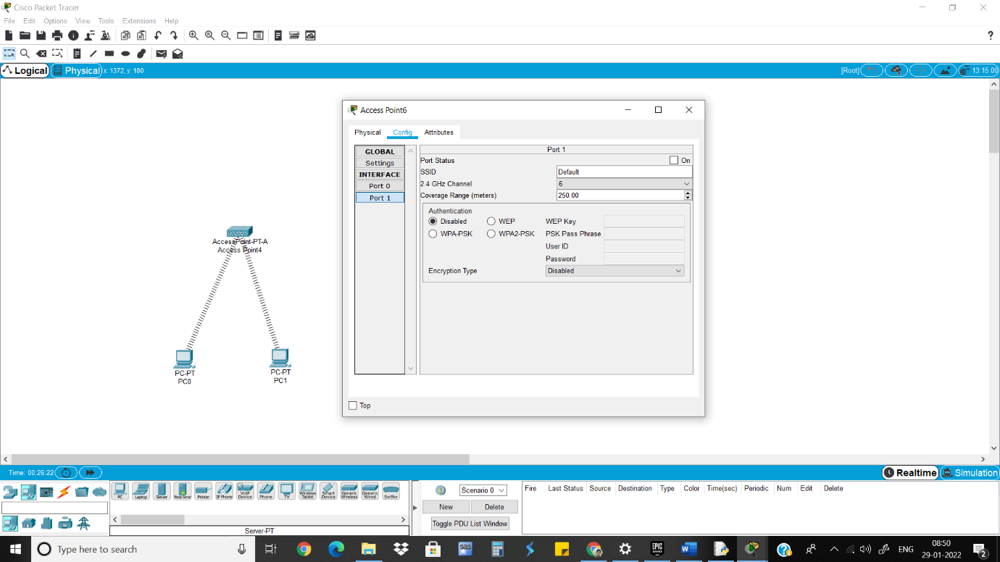 Cisco Packet Tracer
File Edit Options View Tools Extensions Help
?
Logical Physical x: 1372, y: 180 [Root] 13:15:00
Access Point6
Physical Config Attributes
GLOBAL
Settings
INTERFACE
Port 0
Port 1
Port 1
Port Status On
SSID Default
2.4 GHz Channel 6
Coverage Range (meters) 250.00
Authentication
Disabled WEP WEP Key
WPA-PSK WPA2-PSK PSK Pass Phrase
User ID
Password
Encryption Type Disabled
Top
AccessPoint-PT-A
Access Point4
PC-PT
PC0
PC-PT
PC1
Time: 00:26:22 Realtime Simulation
PC Laptop Server Printer IP Phone VoIP Device Phone TV Wireless Tablet Smart Device Generic Wireless Generic Wired Sniffer
Server-PT
Scenario 0
New Delete
Toggle PDU List Window
Fire Last Status Source Destination Type Color Time(sec) Periodic Num Edit Delete
Type here to search
sas
EPIC GAMES
W
ENG
08:50
29-01-2022
2